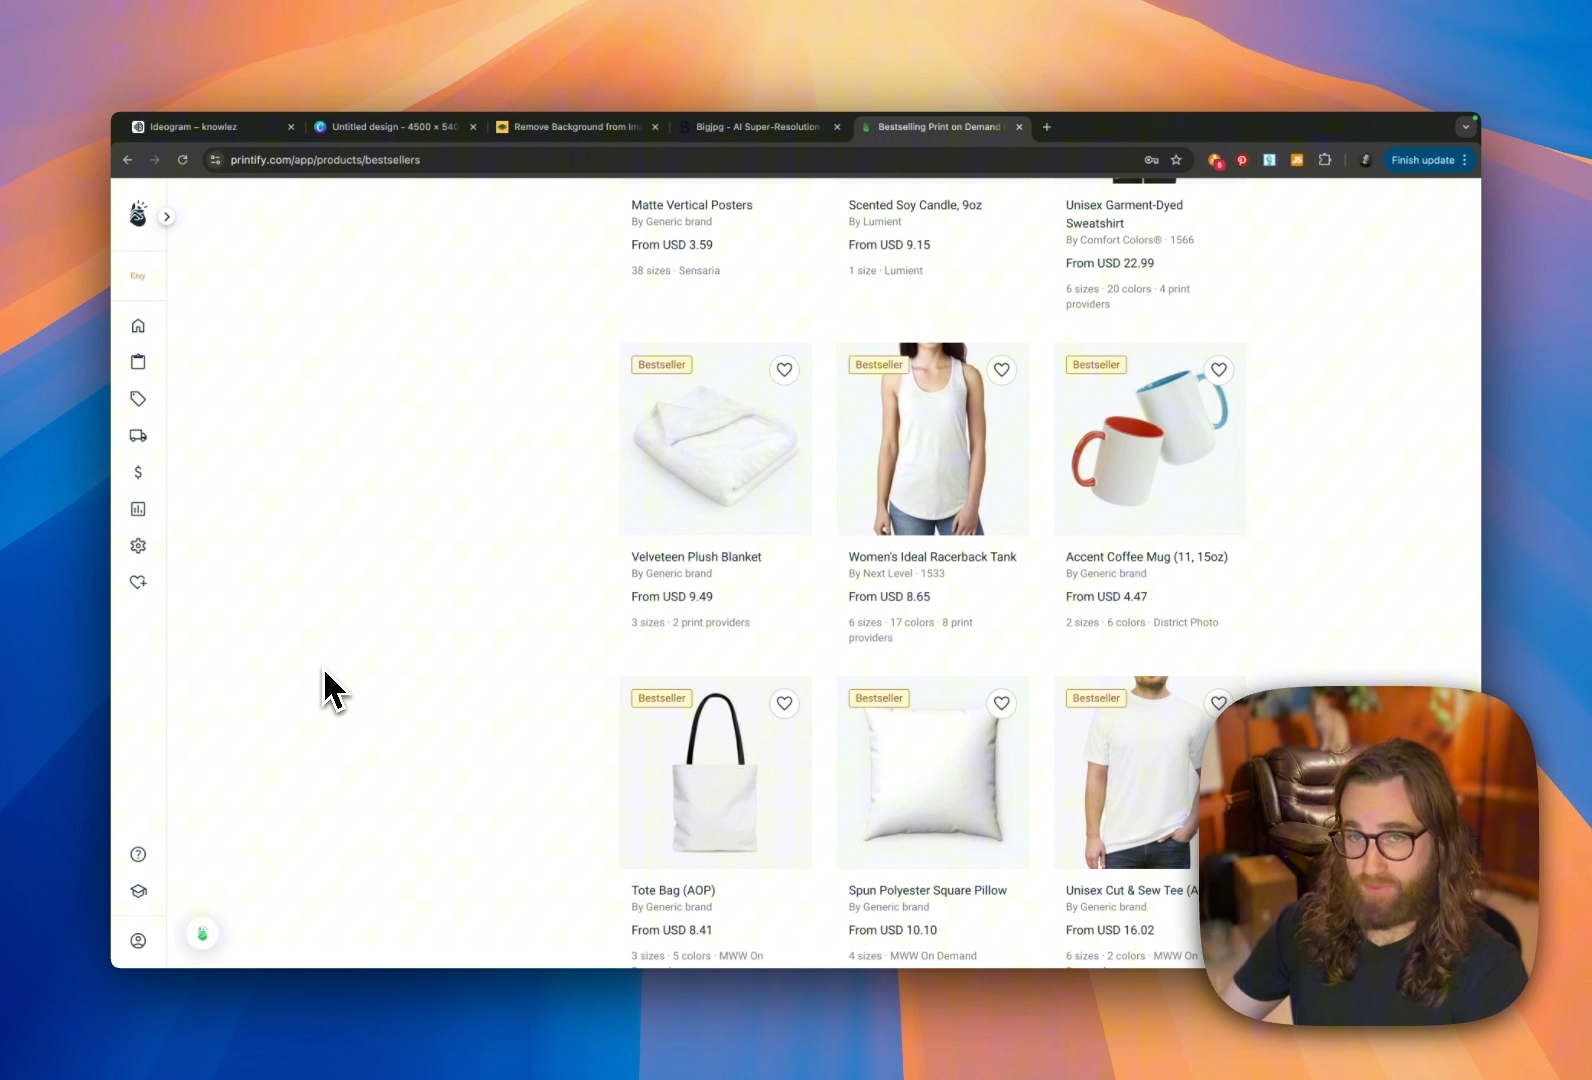 Ideogram – knowlez
Untitled design - 4500 × 540
Remove Background from Im
Bigjpg - AI Super-Resolution
Bestselling Print on Demand
printify.com/app/products/bestsellers
Finish update
Etsy
Matte Vertical Posters
By Generic brand
From USD 3.59
38 sizes · Sensaria
Scented Soy Candle, 9oz
By Lumient
From USD 9.15
1 size · Lumient
Unisex Garment-Dyed
Sweatshirt
By Comfort Colors® · 1566
From USD 22.99
6 sizes · 20 colors · 4 print
providers
Bestseller
Velveteen Plush Blanket
By Generic brand
From USD 9.49
3 sizes · 2 print providers
Bestseller
Women's Ideal Racerback Tank
By Next Level · 1533
From USD 8.65
6 sizes · 17 colors · 8 print
providers
Bestseller
Accent Coffee Mug (11, 15oz)
By Generic brand
From USD 4.47
2 sizes · 6 colors · District Photo
Bestseller
Tote Bag (AOP)
By Generic brand
From USD 8.41
3 sizes · 5 colors · MWW On
Bestseller
Spun Polyester Square Pillow
By Generic brand
From USD 10.10
4 sizes · MWW On Demand
Bestseller
Unisex Cut & Sew Tee (A
By Generic brand
From USD 16.02
6 sizes · 2 colors · MWW On